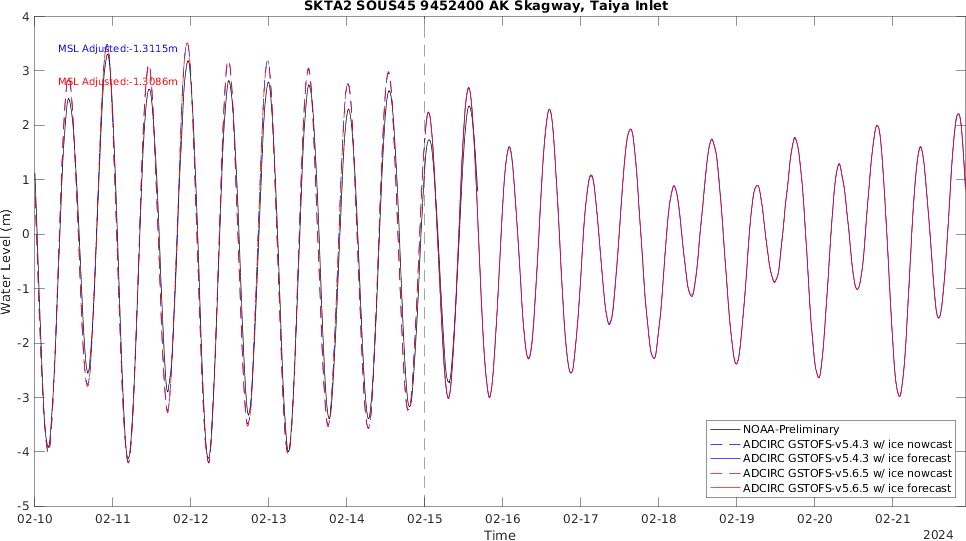 SKTA2 SOUS45 9452400 AK Skagway, Taiya Inlet
4
3
2
1
0
-1
-2
-3
-4
-5
Water Level (m)
MSL Adjusted:-1.3115m
MSL Adjusted:-1.3086m
NOAA-Preliminary
ADCIRC GSTOFS-v5.4.3 w/ ice nowcast
ADCIRC GSTOFS-v5.4.3 w/ ice forecast
ADCIRC GSTOFS-v5.6.5 w/ ice nowcast
ADCIRC GSTOFS-v5.6.5 w/ ice forecast
02-10 02-11 02-12 02-13 02-14 02-15 02-16 02-17 02-18 02-19 02-20 02-21
Time
2024